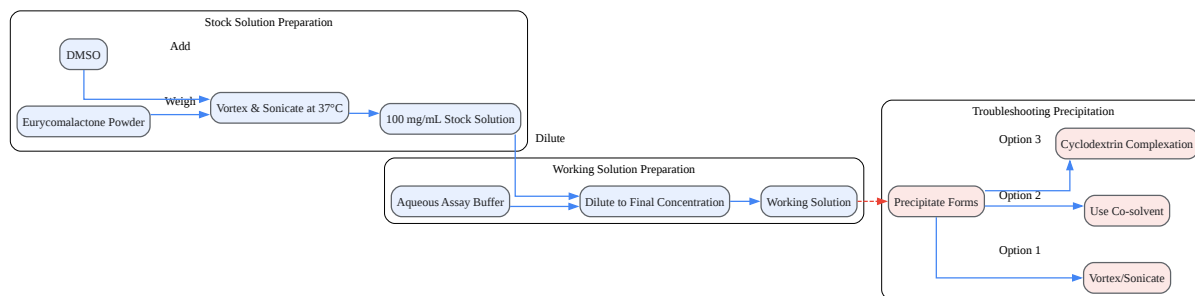 Stock Solution Preparation
DMSO
Add
Eurycomalactone Powder
Weigh
Vortex & Sonicate at 37°C
100 mg/mL Stock Solution
Dilute
Working Solution Preparation
Aqueous Assay Buffer
Dilute to Final Concentration
Working Solution
Troubleshooting Precipitation
Precipitate Forms
Option 3
Cyclodextrin Complexation
Option 2
Use Co-solvent
Option 1
Vortex/Sonicate